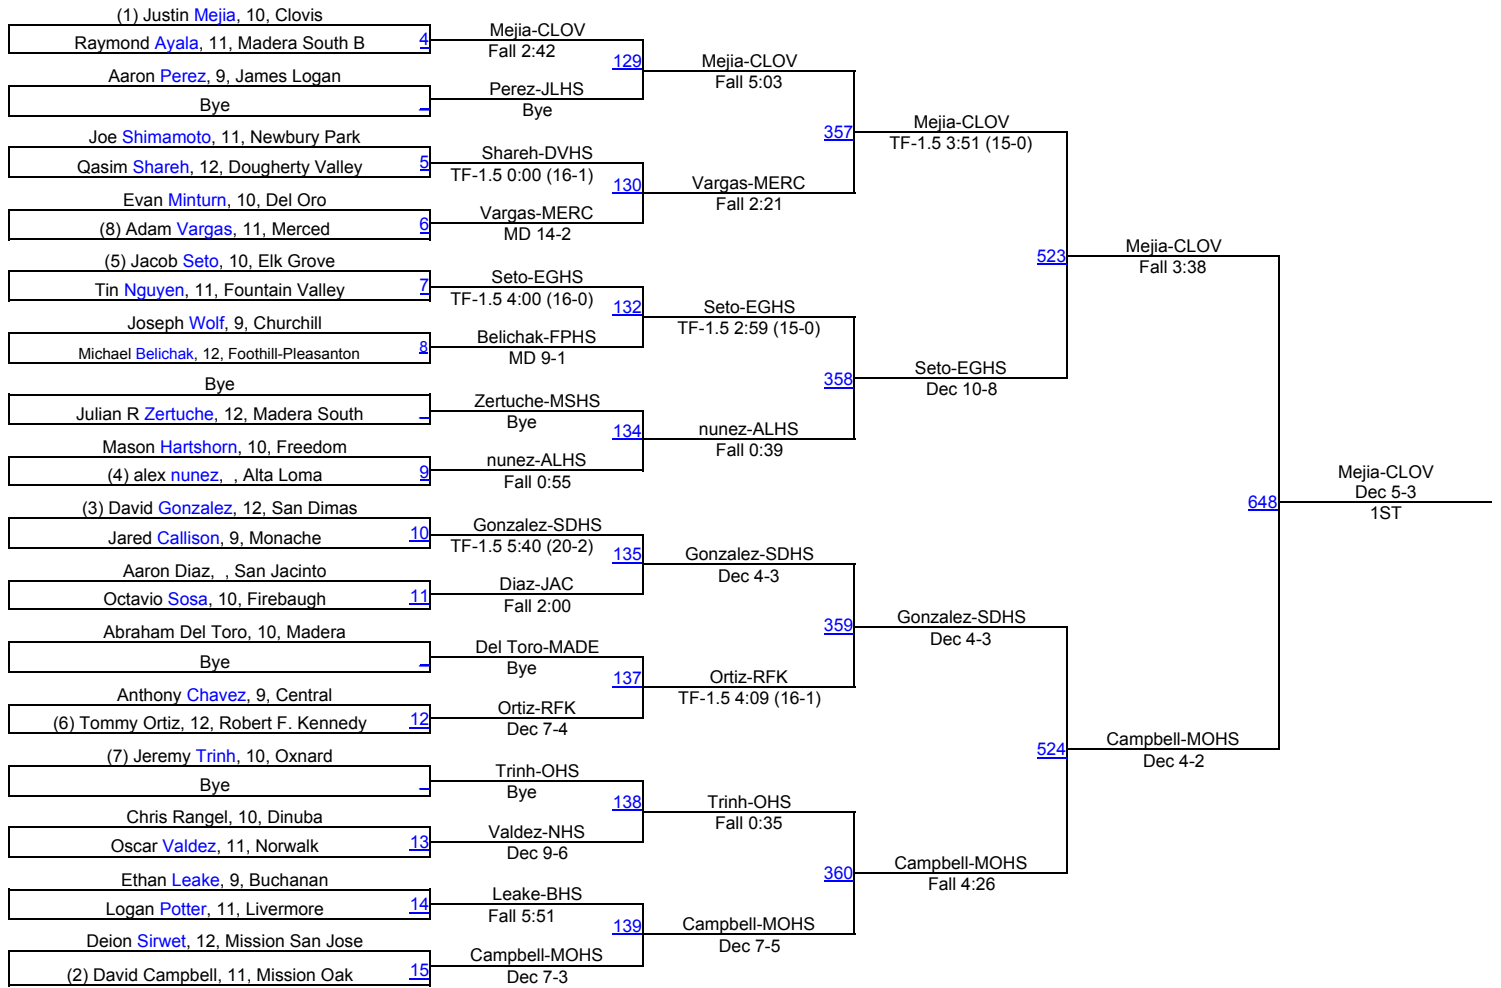 (1) Justin Mejia, 10, Clovis
Raymond Ayala, 11, Madera South B
4
Aaron Perez, 9, James Logan
Bye
Joe Shimamoto, 11, Newbury Park
Qasim Shareh, 12, Dougherty Valley
5
Evan Minturn, 10, Del Oro
(8) Adam Vargas, 11, Merced
6
(5) Jacob Seto, 10, Elk Grove
Tin Nguyen, 11, Fountain Valley
7
Joseph Wolf, 9, Churchill
Michael Belichak, 12, Foothill-Pleasanton
8
Bye
Julian R Zertuche, 12, Madera South
Mason Hartshorn, 10, Freedom
(4) alex nunez, , Alta Loma
9
(3) David Gonzalez, 12, San Dimas
Jared Callison, 9, Monache
10
Aaron Diaz, , San Jacinto
Octavio Sosa, 10, Firebaugh
11
Abraham Del Toro, 10, Madera
Bye
Anthony Chavez, 9, Central
(6) Tommy Ortiz, 12, Robert F. Kennedy
12
(7) Jeremy Trinh, 10, Oxnard
Bye
Chris Rangel, 10, Dinuba
Oscar Valdez, 11, Norwalk
13
Ethan Leake, 9, Buchanan
Logan Potter, 11, Livermore
14
Deion Sirwet, 12, Mission San Jose
(2) David Campbell, 11, Mission Oak
15
Mejia-CLOV
Fall 2:42
129
Perez-JLHS
Bye
Shareh-DVHS
TF-1.5 0:00 (16-1)
130
Vargas-MERC
MD 14-2
Seto-EGHS
TF-1.5 4:00 (16-0)
132
Belichak-FPHS
MD 9-1
Zertuche-MSHS
Bye
134
nunez-ALHS
Fall 0:55
Gonzalez-SDHS
TF-1.5 5:40 (20-2)
135
Diaz-JAC
Fall 2:00
Del Toro-MADE
Bye
137
Ortiz-RFK
Dec 7-4
Trinh-OHS
Bye
138
Valdez-NHS
Dec 9-6
Leake-BHS
Fall 5:51
139
Campbell-MOHS
Dec 7-3
Mejia-CLOV
Fall 5:03
357
Vargas-MERC
Fall 2:21
Seto-EGHS
TF-1.5 2:59 (15-0)
358
nunez-ALHS
Fall 0:39
Gonzalez-SDHS
Dec 4-3
359
Ortiz-RFK
TF-1.5 4:09 (16-1)
Trinh-OHS
Fall 0:35
360
Campbell-MOHS
Dec 7-5
Mejia-CLOV
TF-1.5 3:51 (15-0)
523
Seto-EGHS
Dec 10-8
Gonzalez-SDHS
Dec 4-3
524
Campbell-MOHS
Fall 4:26
Mejia-CLOV
Fall 3:38
648
Campbell-MOHS
Dec 4-2
Mejia-CLOV
Dec 5-3
1ST